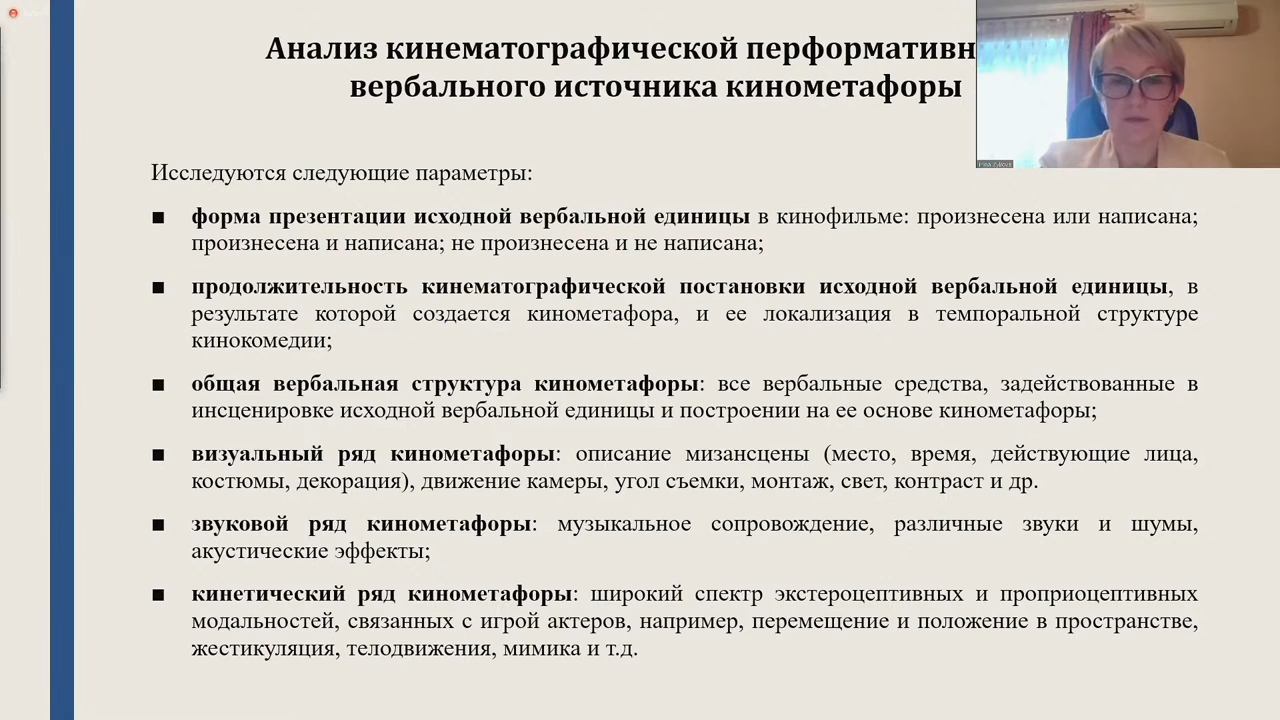 Анализ кинематографической перформативн
вербального источника кинометафоры
Исследуются следующие параметры:
■ форма презентации исходной вербальной единицы в кинофильме: произнесена или написана;
произнесена и написана; не произнесена и не написана;
■ продолжительность кинематографической постановки исходной вербальной единицы, в
результате которой создается кинометафора, и ее локализация в темпоральной структуре
кинокомедии;
■ общая вербальная структура кинометафоры: все вербальные средства, задействованные в
инсценировке исходной вербальной единицы и построении на ее основе кинометафоры;
■ визуальный ряд кинометафоры: описание мизансцены (место, время, действующие лица,
костюмы, декорация), движение камеры, угол съемки, монтаж, свет, контраст и др.
■ звуковой ряд кинометафоры: музыкальное сопровождение, различные звуки и шумы,
акустические эффекты;
■ кинетический ряд кинометафоры: широкий спектр экстероцептивных и проприоцептивных
модальностей, связанных с игрой актеров, например, перемещение и положение в пространстве,
жестикуляция, телодвижения, мимика и т.д.